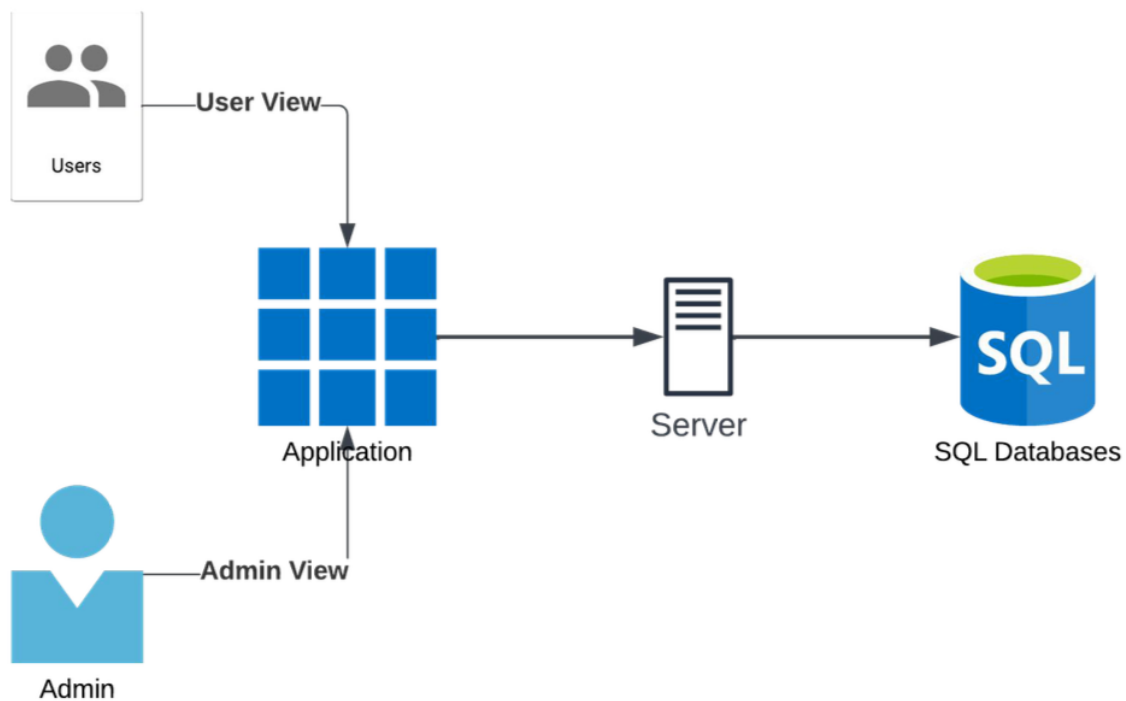 Users
User View
Application
Server
SQL
SQL Databases
Admin View
Admin